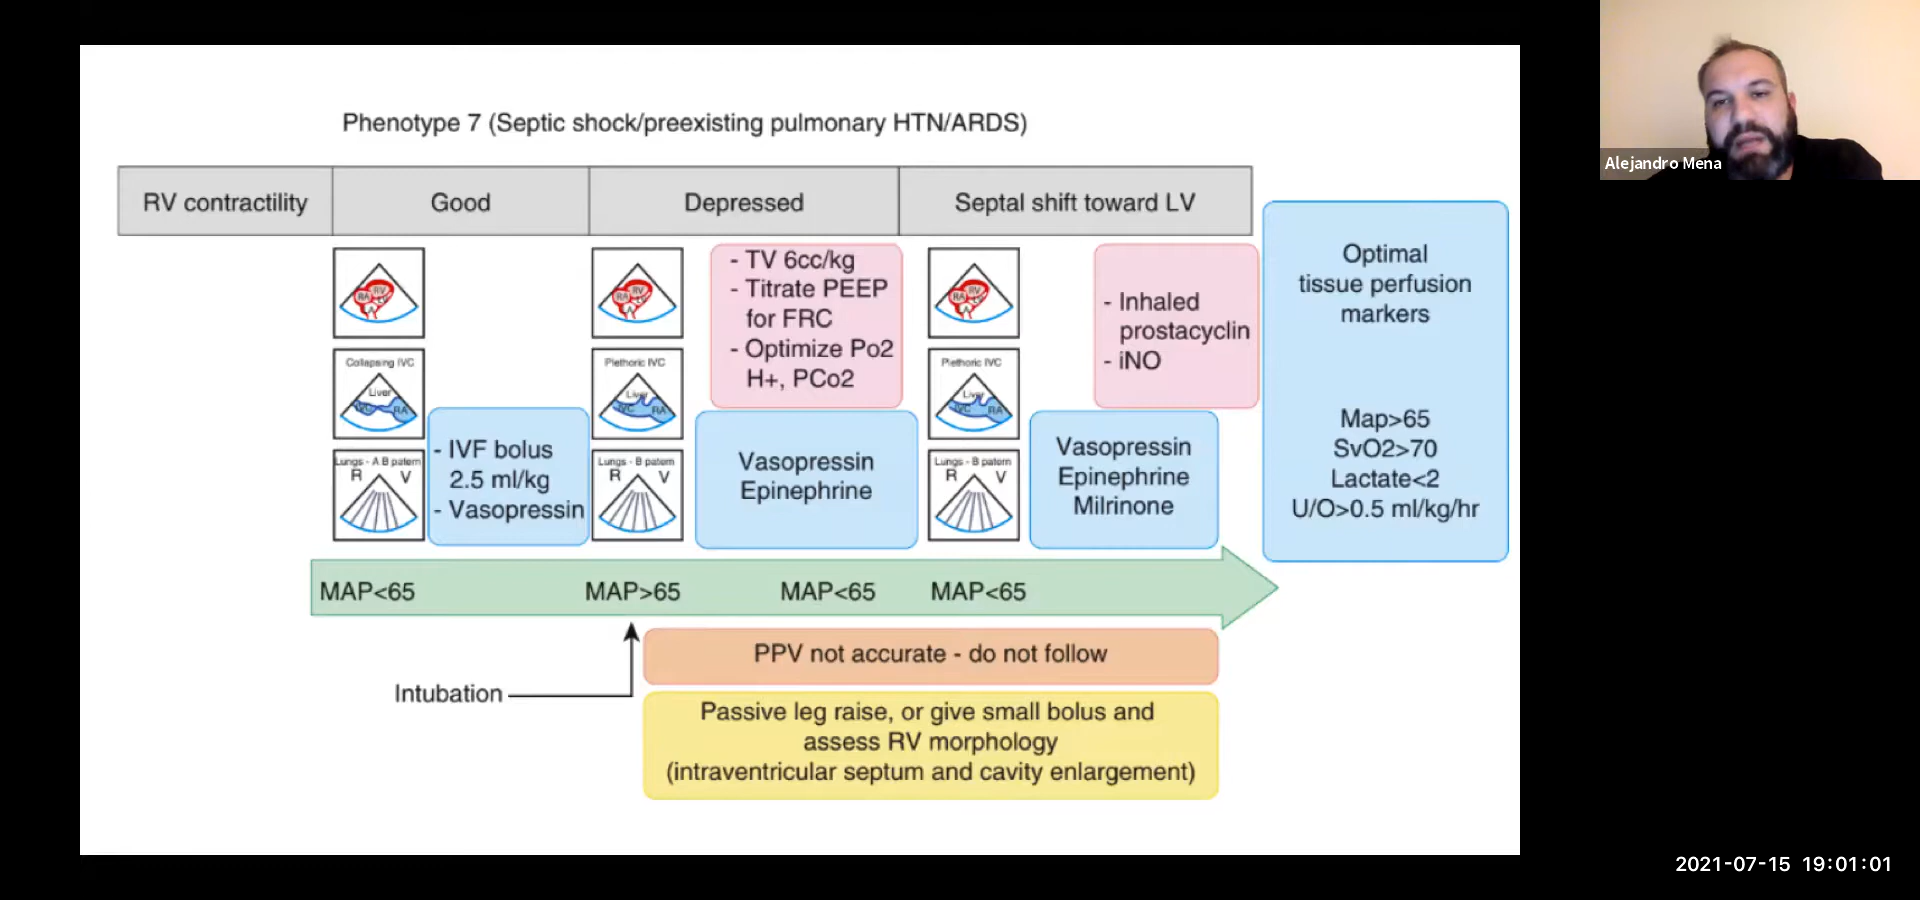 Phenotype 7 (Septic shock/preexisting pulmonary HTN/ARDS)
RV contractility
Good
Depressed
Septal shift toward LV
RA RV
Collapsing IVC
Liver
IVC RA
Lungs - A B patern
R V
- IVF bolus
2.5 ml/kg
- Vasopressin
RA RV
Plethoric IVC
Liver
IVC RA
Lungs - B patern
R V
- TV 6cc/kg
- Titrate PEEP
for FRC
- Optimize Po2
H+, PCo2
Vasopressin
Epinephrine
RA RV
Plethoric IVC
Liver
IVC RA
Lungs - B patern
R V
- Inhaled
prostacyclin
- iNO
Vasopressin
Epinephrine
Milrinone
Optimal
tissue perfusion
markers
Map>65
SvO2>70
Lactate<2
U/O>0.5 ml/kg/hr
MAP<65
MAP>65
MAP<65
MAP<65
Intubation
PPV not accurate - do not follow
Passive leg raise, or give small bolus and
assess RV morphology
(intraventricular septum and cavity enlargement)
Alejandro Mena
2021-07-15 19:01:01